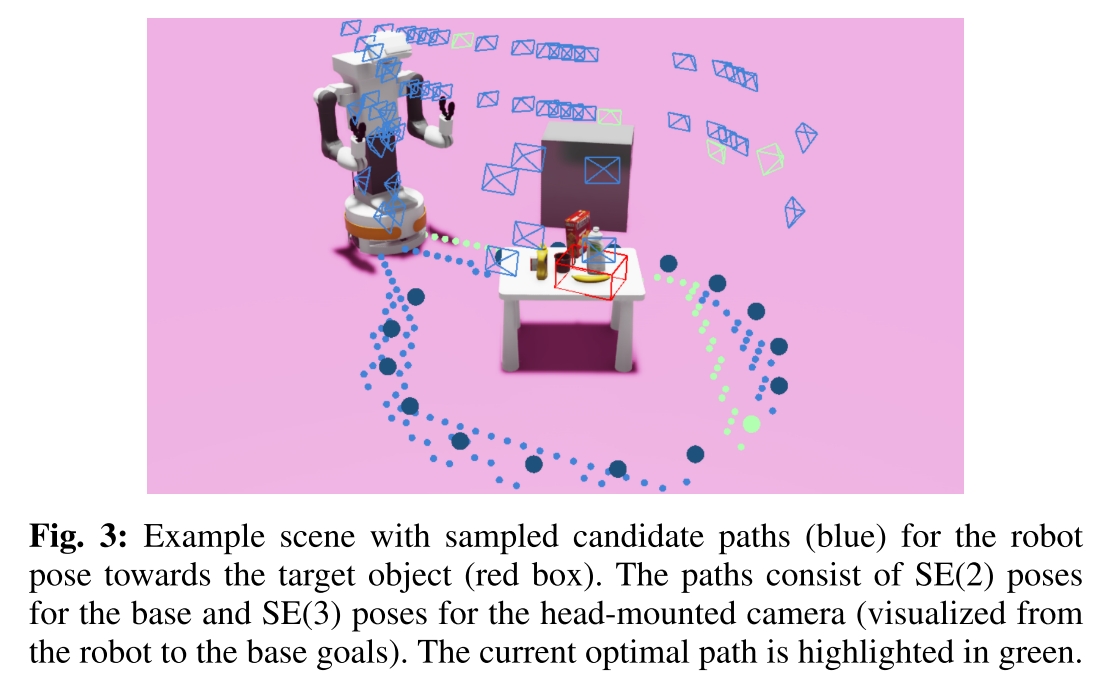 Fig. 3: Example scene with sampled candidate paths (blue) for the robot
pose towards the target object (red box). The paths consist of SE(2) poses
for the base and SE(3) poses for the head-mounted camera (visualized from
the robot to the base goals). The current optimal path is highlighted in green.